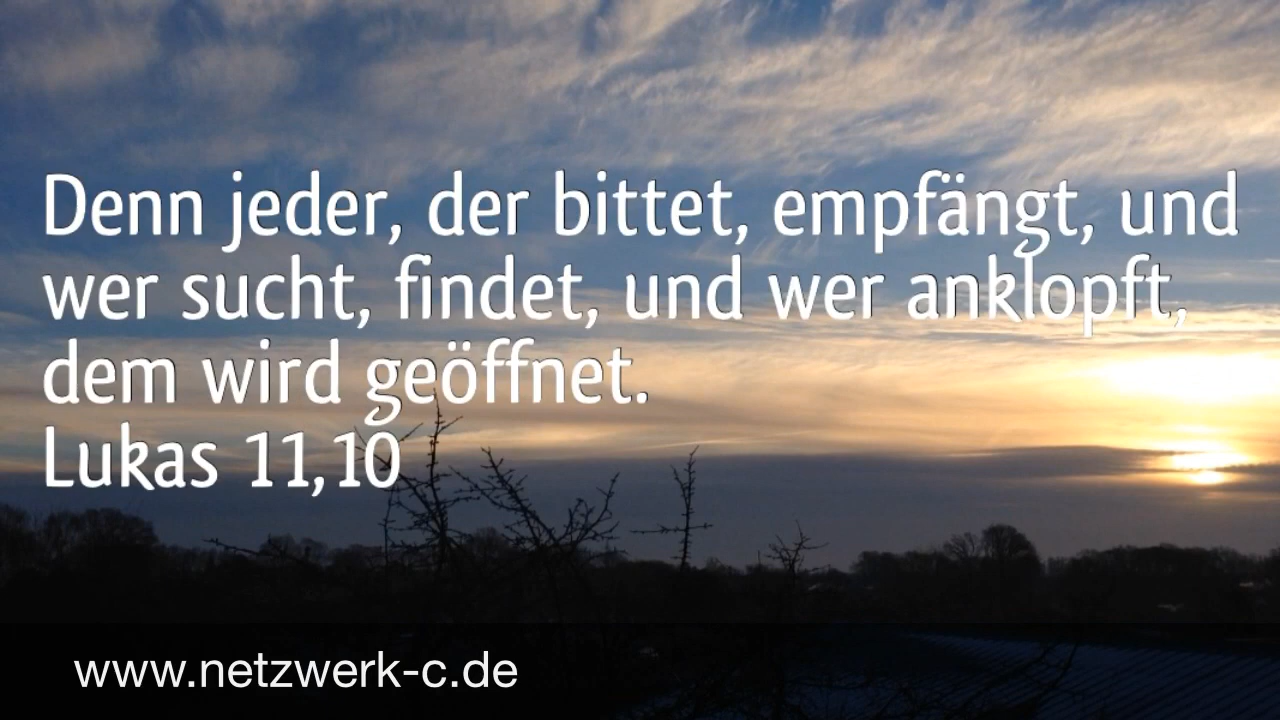 Denn jeder, der bittet, empfängt, und
wer sucht, findet, und wer anklopft,
dem wird geöffnet.
Lukas 11,10
www.netzwerk-c.de